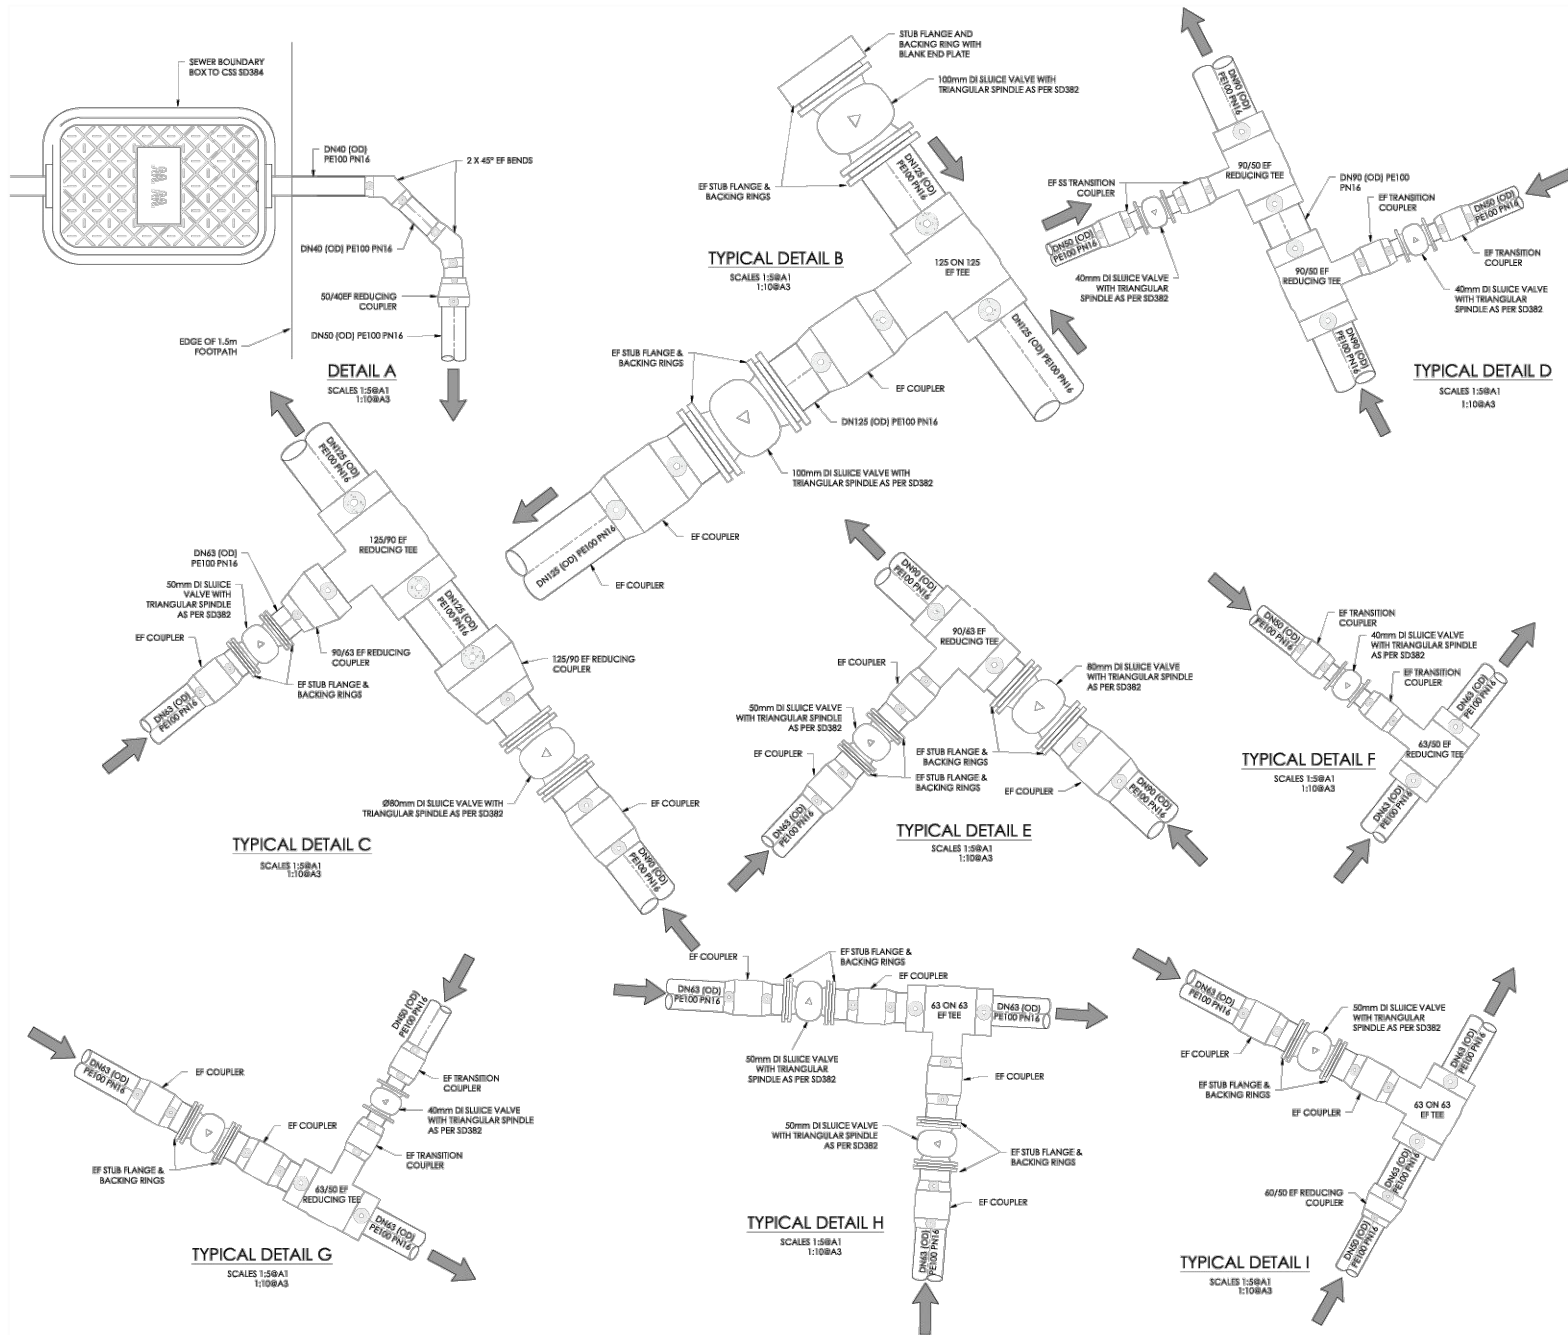 SEWER BOUNDARY
BOX TO CSS SD384
DN40 (OD)
PE100 PN16
2 X 45° EF BENDS
DN40 (OD) PE100 PN16
50/40EF REDUCING
COUPLER
DN50 (OD) PE100 PN16
EDGE OF 1.5m
FOOTPATH
DETAIL A
SCALES 1:5@A1
1:10@A3
STUB FLANGE AND
BACKING RING WITH
BLANK END PLATE
100mm DI SLUICE VALVE WITH
TRIANGULAR SPINDLE AS PER SD382
EF STUB FLANGE &
BACKING RINGS
DN125 (OD)
PE100 PN16
125 ON 125
EF TEE
DN125 (OD) PE100 PN16
EF STUB FLANGE &
BACKING RINGS
EF COUPLER
DN125 (OD) PE100 PN16
100mm DI SLUICE VALVE WITH
TRIANGULAR SPINDLE AS PER SD382
EF COUPLER
DN125 (OD) PE100 PN16
EF COUPLER
TYPICAL DETAIL B
SCALES 1:5@A1
1:10@A3
DN125 (OD)
PE100 PN16
125/90 EF
REDUCING TEE
DN63 (OD)
PE100 PN16
50mm DI SLUICE
VALVE WITH
TRIANGULAR SPINDLE
AS PER SD382
EF COUPLER
DN63 (OD)
PE100 PN16
90/63 EF REDUCING
COUPLER
EF STUB FLANGE &
BACKING RINGS
DN125 (OD)
PE100 PN16
125/90 EF REDUCING
COUPLER
Ø80mm DI SLUICE VALVE WITH
TRIANGULAR SPINDLE AS PER SD382
EF COUPLER
DN90 (OD)
PE100 PN16
TYPICAL DETAIL C
SCALES 1:5@A1
1:10@A3
DN90 (OD)
PE100 PN16
90/50 EF
REDUCING TEE
EF SS TRANSITION
COUPLER
DN50 (OD)
PE100 PN16
40mm DI SLUICE VALVE
WITH TRIANGULAR
SPINDLE AS PER SD382
DN90 (OD) PE100
PN16
EF TRANSITION
COUPLER
DN50 (OD)
PE100 PN16
EF TRANSITION
COUPLER
90/50 EF
REDUCING TEE
40mm DI SLUICE VALVE
WITH TRIANGULAR
SPINDLE AS PER SD382
DN90 (OD)
PE100 PN16
TYPICAL DETAIL D
SCALES 1:5@A1
1:10@A3
DN90 (OD)
PE100 PN16
90/63 EF
REDUCING TEE
EF COUPLER
80mm DI SLUICE VALVE
WITH TRIANGULAR SPINDLE
AS PER SD382
50mm DI SLUICE VALVE
WITH TRIANGULAR SPINDLE
AS PER SD382
EF COUPLER
EF STUB FLANGE &
BACKING RINGS
EF STUB FLANGE &
BACKING RINGS
EF COUPLER
DN63 (OD)
PE100 PN16
DN90 (OD)
PE100 PN16
TYPICAL DETAIL E
SCALES 1:5@A1
1:10@A3
DN50 (OD)
PE100 PN16
EF TRANSITION
COUPLER
40mm DI SLUICE VALVE
WITH TRIANGULAR SPINDLE
AS PER SD382
EF TRANSITION
COUPLER
DN63 (OD)
PE100 PN16
63/50 EF
REDUCING TEE
DN63 (OD)
PE100 PN16
TYPICAL DETAIL F
SCALES 1:5@A1
1:10@A3
DN50 (OD)
PE100 PN16
DN63 (OD)
PE100 PN16
EF COUPLER
EF TRANSITION
COUPLER
40mm DI SLUICE VALVE
WITH TRIANGULAR SPINDLE
AS PER SD382
EF COUPLER
EF TRANSITION
COUPLER
EF STUB FLANGE &
BACKING RINGS
63/50 EF
REDUCING TEE
DN63 (OD)
PE100 PN16
TYPICAL DETAIL G
SCALES 1:5@A1
1:10@A3
EF COUPLER
EF STUB FLANGE &
BACKING RINGS
EF COUPLER
DN63 (OD)
PE100 PN16
63 ON 63
EF TEE
DN63 (OD)
PE100 PN16
50mm DI SLUICE VALVE
WITH TRIANGULAR
SPINDLE AS PER SD382
EF COUPLER
50mm DI SLUICE VALVE
WITH TRIANGULAR SPINDLE
AS PER SD382
EF STUB FLANGE &
BACKING RINGS
EF COUPLER
DN63 (OD)
PE100 PN16
TYPICAL DETAIL H
SCALES 1:5@A1
1:10@A3
DN63 (OD)
PE100 PN16
50mm DI SLUICE VALVE
WITH TRIANGULAR
SPINDLE AS PER SD382
EF COUPLER
DN63 (OD)
PE100 PN16
EF STUB FLANGE &
BACKING RINGS
EF COUPLER
63 ON 63
EF TEE
DN63 (OD)
PE100 PN16
60/50 EF REDUCING
COUPLER
DN50 (OD)
PE100 PN16
TYPICAL DETAIL I
SCALES 1:5@A1
1:10@A3